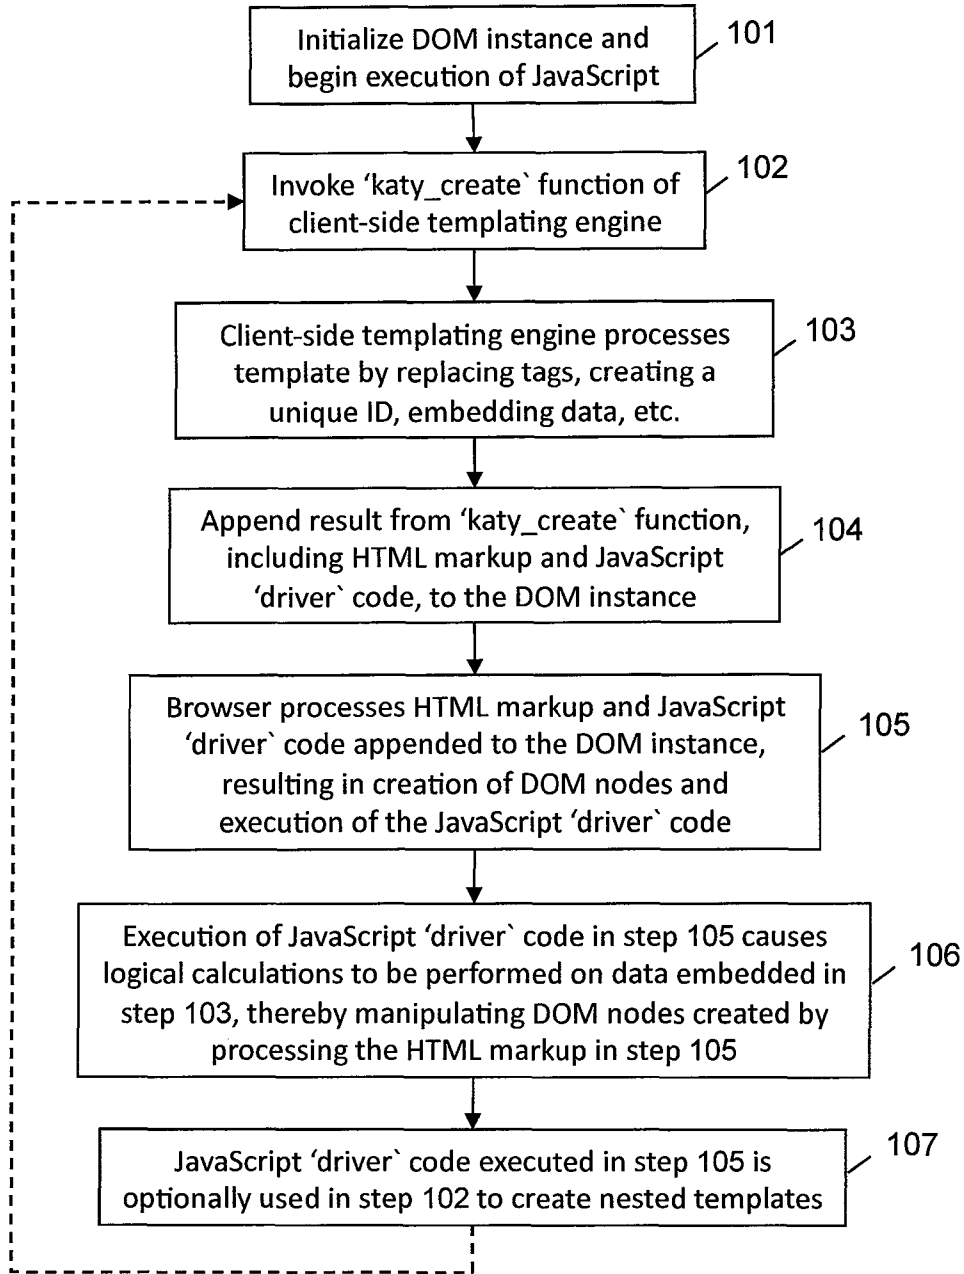 Initialize DOM instance and
begin execution of JavaScript
101
Invoke ‘katy_create` function of
client-side templating engine
102
Client-side templating engine processes
template by replacing tags, creating a
unique ID, embedding data, etc.
103
Append result from ‘katy_create` function,
including HTML markup and JavaScript
‘driver` code, to the DOM instance
104
Browser processes HTML markup and JavaScript
‘driver` code appended to the DOM instance,
resulting in creation of DOM nodes and
execution of the JavaScript ‘driver` code
105
Execution of JavaScript ‘driver` code in step 105 causes
logical calculations to be performed on data embedded in
step 103, thereby manipulating DOM nodes created by
processing the HTML markup in step 105
106
JavaScript ‘driver` code executed in step 105 is
optionally used in step 102 to create nested templates
107